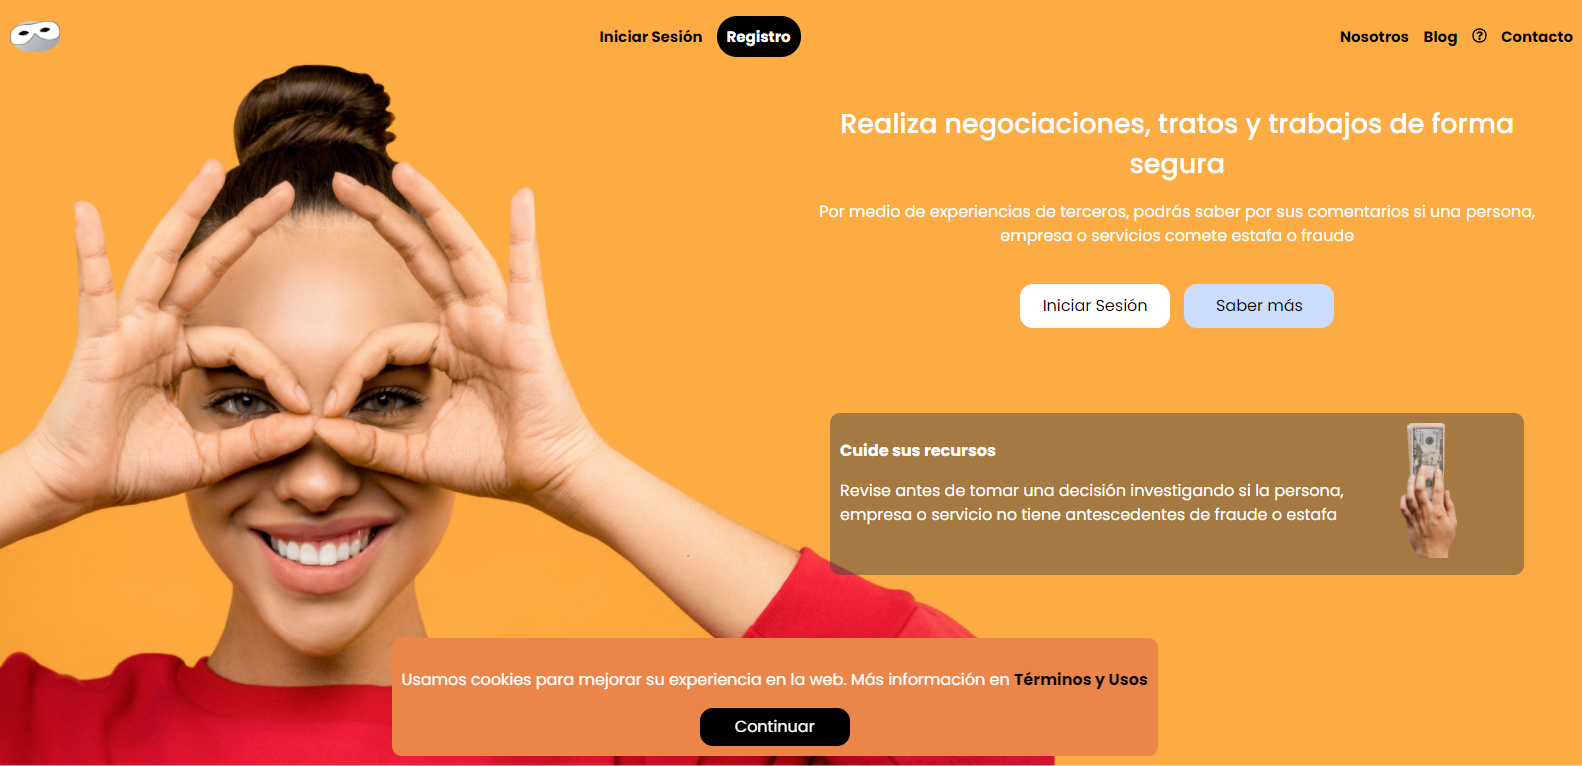 Iniciar Sesión
Registro
Nosotros
Blog
Contacto
Realiza negociaciones, tratos y trabajos de forma
segura
Por medio de experiencias de terceros, podrás saber por sus comentarios si una persona,
empresa o servicios comete estafa o fraude
Iniciar Sesión
Saber más
Cuide sus recursos
Revise antes de tomar una decisión investigando si la persona,
empresa o servicio no tiene antescedentes de fraude o estafa
Usamos cookies para mejorar su experiencia en la web. Más información en Términos y Usos
Continuar